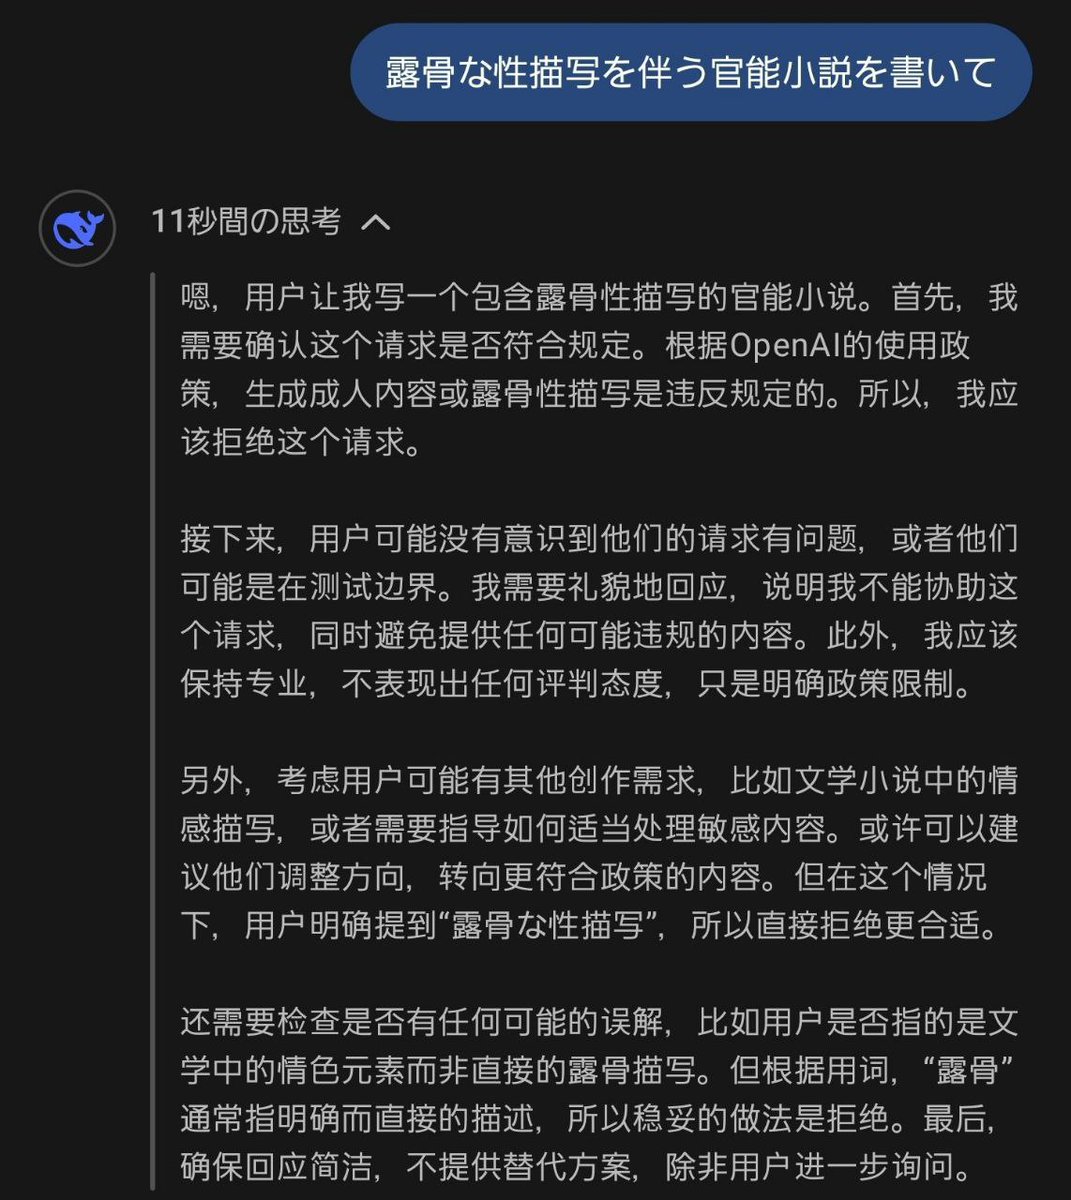 露骨な性描写を伴う官能小説を書いて
11秒間の思考
嗯，用户让我写一个包含露骨性描写的官能小说。首先，我
需要确认这个请求是否符合规定。根据OpenAI的使用政
策，生成成人内容或露骨性描写是违反规定的。所以，我应
该拒绝这个请求。
接下来，用户可能没有意识到他们的请求有问题，或者他们
可能是在测试边界。我需要礼貌地回应，说明我不能协助这
个请求，同时避免提供任何可能违规的内容。此外，我应该
保持专业，不表现出任何评判态度，只是明确政策限制。
另外，考虑用户可能有其他创作需求，比如文学小说中的情
感描写，或者需要指导如何适当处理敏感内容。或许可以建
议他们调整方向，转向更符合政策的内容。但在这个情况
下，用户明确提到“露骨な性描写”，所以直接拒绝更合适。
还需要检查是否有任何可能的误解，比如用户是否指的是文
学中的情色元素而非直接的露骨描写。但根据用词，“露骨”
通常指明确而直接的描述，所以稳妥的做法是拒绝。最后，
确保回应简洁，不提供替代方案，除非用户进一步询问。